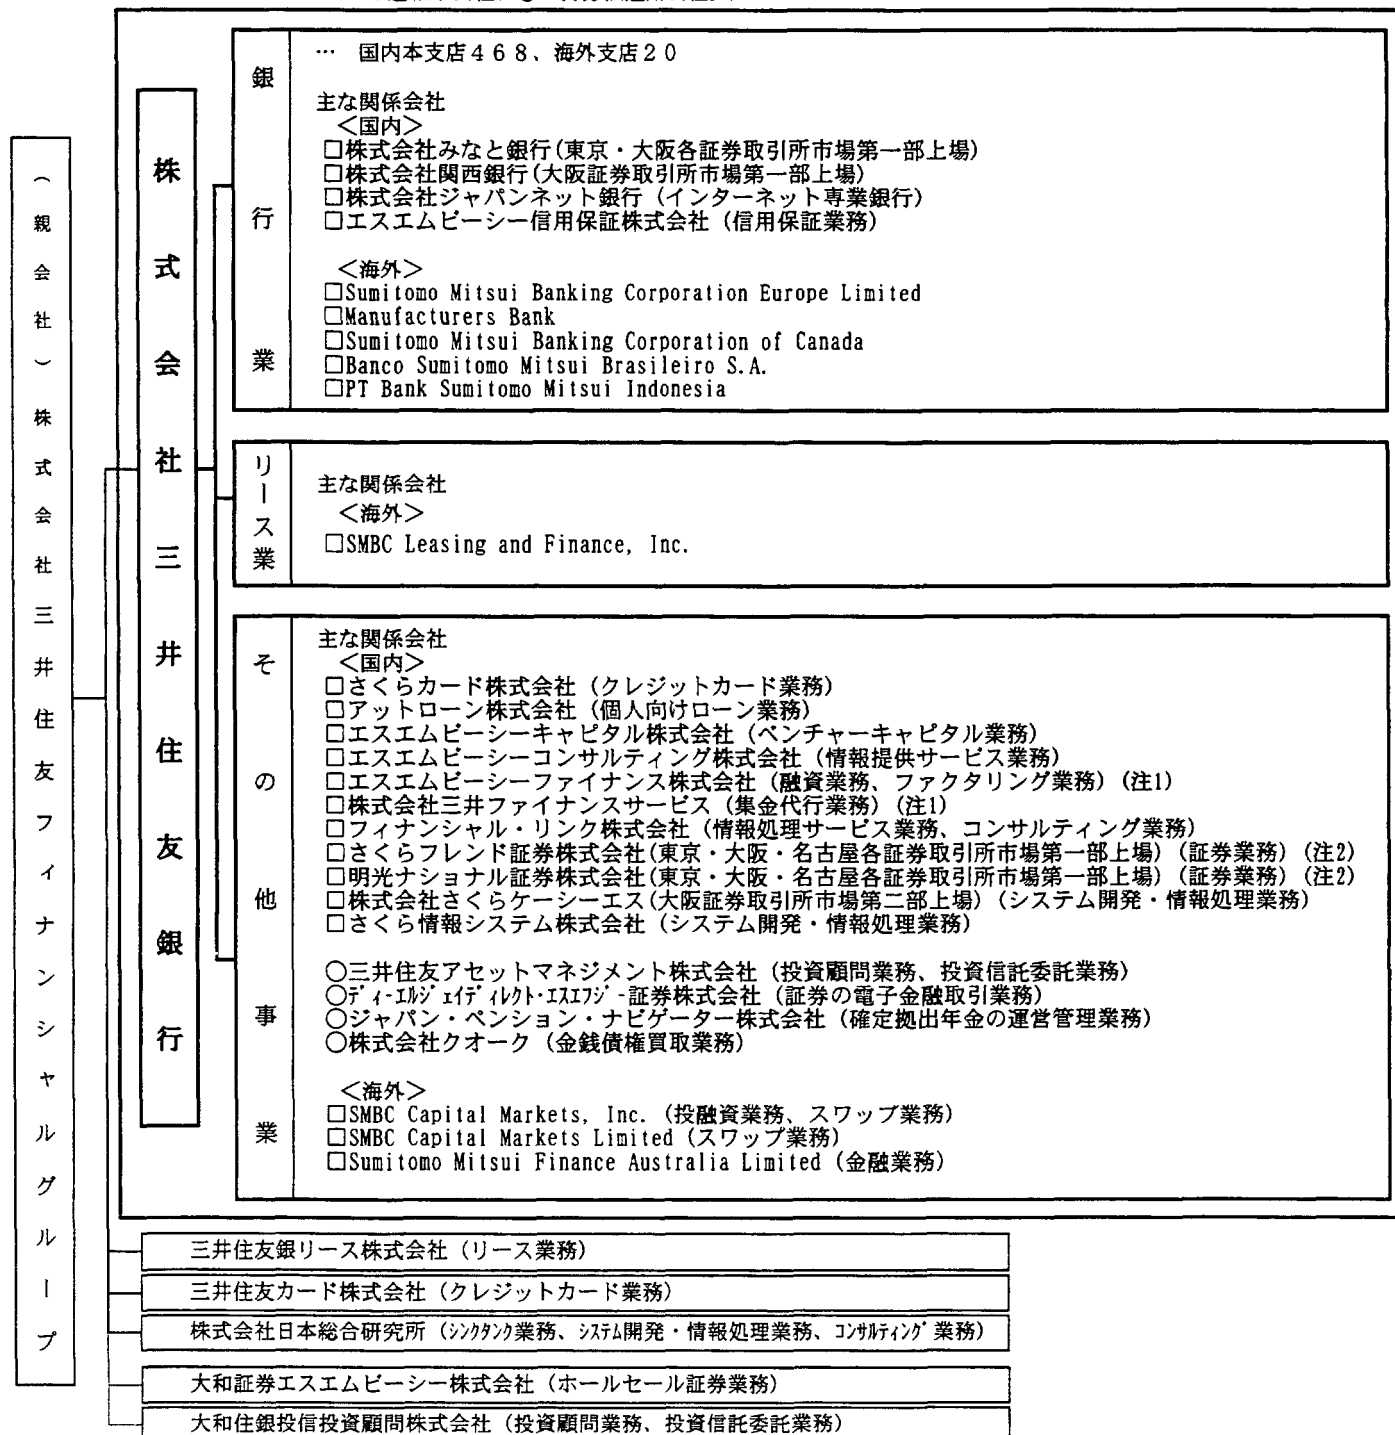 （親会社）株式会社三井住友フィナンシャルグループ
株式会社三井住友銀行
銀行業
… 国内本支店４６８、海外支店２０
主な関係会社
＜国内＞
□株式会社みなと銀行(東京・大阪各証券取引所市場第一部上場)
□株式会社関西銀行(大阪証券取引所市場第一部上場)
□株式会社ジャパンネット銀行（インターネット専業銀行）
□エスエムビーシー信用保証株式会社（信用保証業務）
＜海外＞
□Sumitomo Mitsui Banking Corporation Europe Limited
□Manufacturers Bank
□Sumitomo Mitsui Banking Corporation of Canada
□Banco Sumitomo Mitsui Brasileiro S.A.
□PT Bank Sumitomo Mitsui Indonesia
リース業
主な関係会社
＜海外＞
□SMBC Leasing and Finance, Inc.
その他事業
主な関係会社
＜国内＞
□さくらカード株式会社（クレジットカード業務）
□アットローン株式会社（個人向けローン業務）
□エスエムビーシーキャピタル株式会社（ベンチャーキャピタル業務）
□エスエムビーシーコンサルティング株式会社（情報提供サービス業務）
□エスエムビーシーファイナンス株式会社（融資業務、ファクタリング業務）(注1)
□株式会社三井ファイナンスサービス（集金代行業務）(注1)
□フィナンシャル・リンク株式会社（情報処理サービス業務、コンサルティング業務）
□さくらフレンド証券株式会社(東京・大阪・名古屋各証券取引所市場第一部上場)（証券業務）(注2)
□明光ナショナル証券株式会社(東京・大阪・名古屋各証券取引所市場第一部上場)（証券業務）(注2)
□株式会社さくらケーシーエス(大阪証券取引所市場第二部上場)（システム開発・情報処理業務）
□さくら情報システム株式会社（システム開発・情報処理業務）
○三井住友アセットマネジメント株式会社（投資顧問業務、投資信託委託業務）
○ﾃﾞｨｰｴﾙｼﾞｪｲﾃﾞｨﾚｸﾄ･ｴｽｴﾌｼﾞｰ証券株式会社（証券の電子金融取引業務）
○ジャパン・ペンション・ナビゲーター株式会社（確定拠出年金の運営管理業務）
○株式会社クオーク（金銭債権買取業務）
＜海外＞
□SMBC Capital Markets, Inc.（投融資業務、スワップ業務）
□SMBC Capital Markets Limited（スワップ業務）
□Sumitomo Mitsui Finance Australia Limited（金融業務）
三井住友銀リース株式会社（リース業務）
三井住友カード株式会社（クレジットカード業務）
株式会社日本総合研究所（ｼﾝｸﾀﾝｸ業務、ｼｽﾃﾑ開発・情報処理業務、ｺﾝｻﾙﾃｨﾝｸﾞ業務）
大和証券エスエムビーシー株式会社（ホールセール証券業務）
大和住銀投信投資顧問株式会社（投資顧問業務、投資信託委託業務）